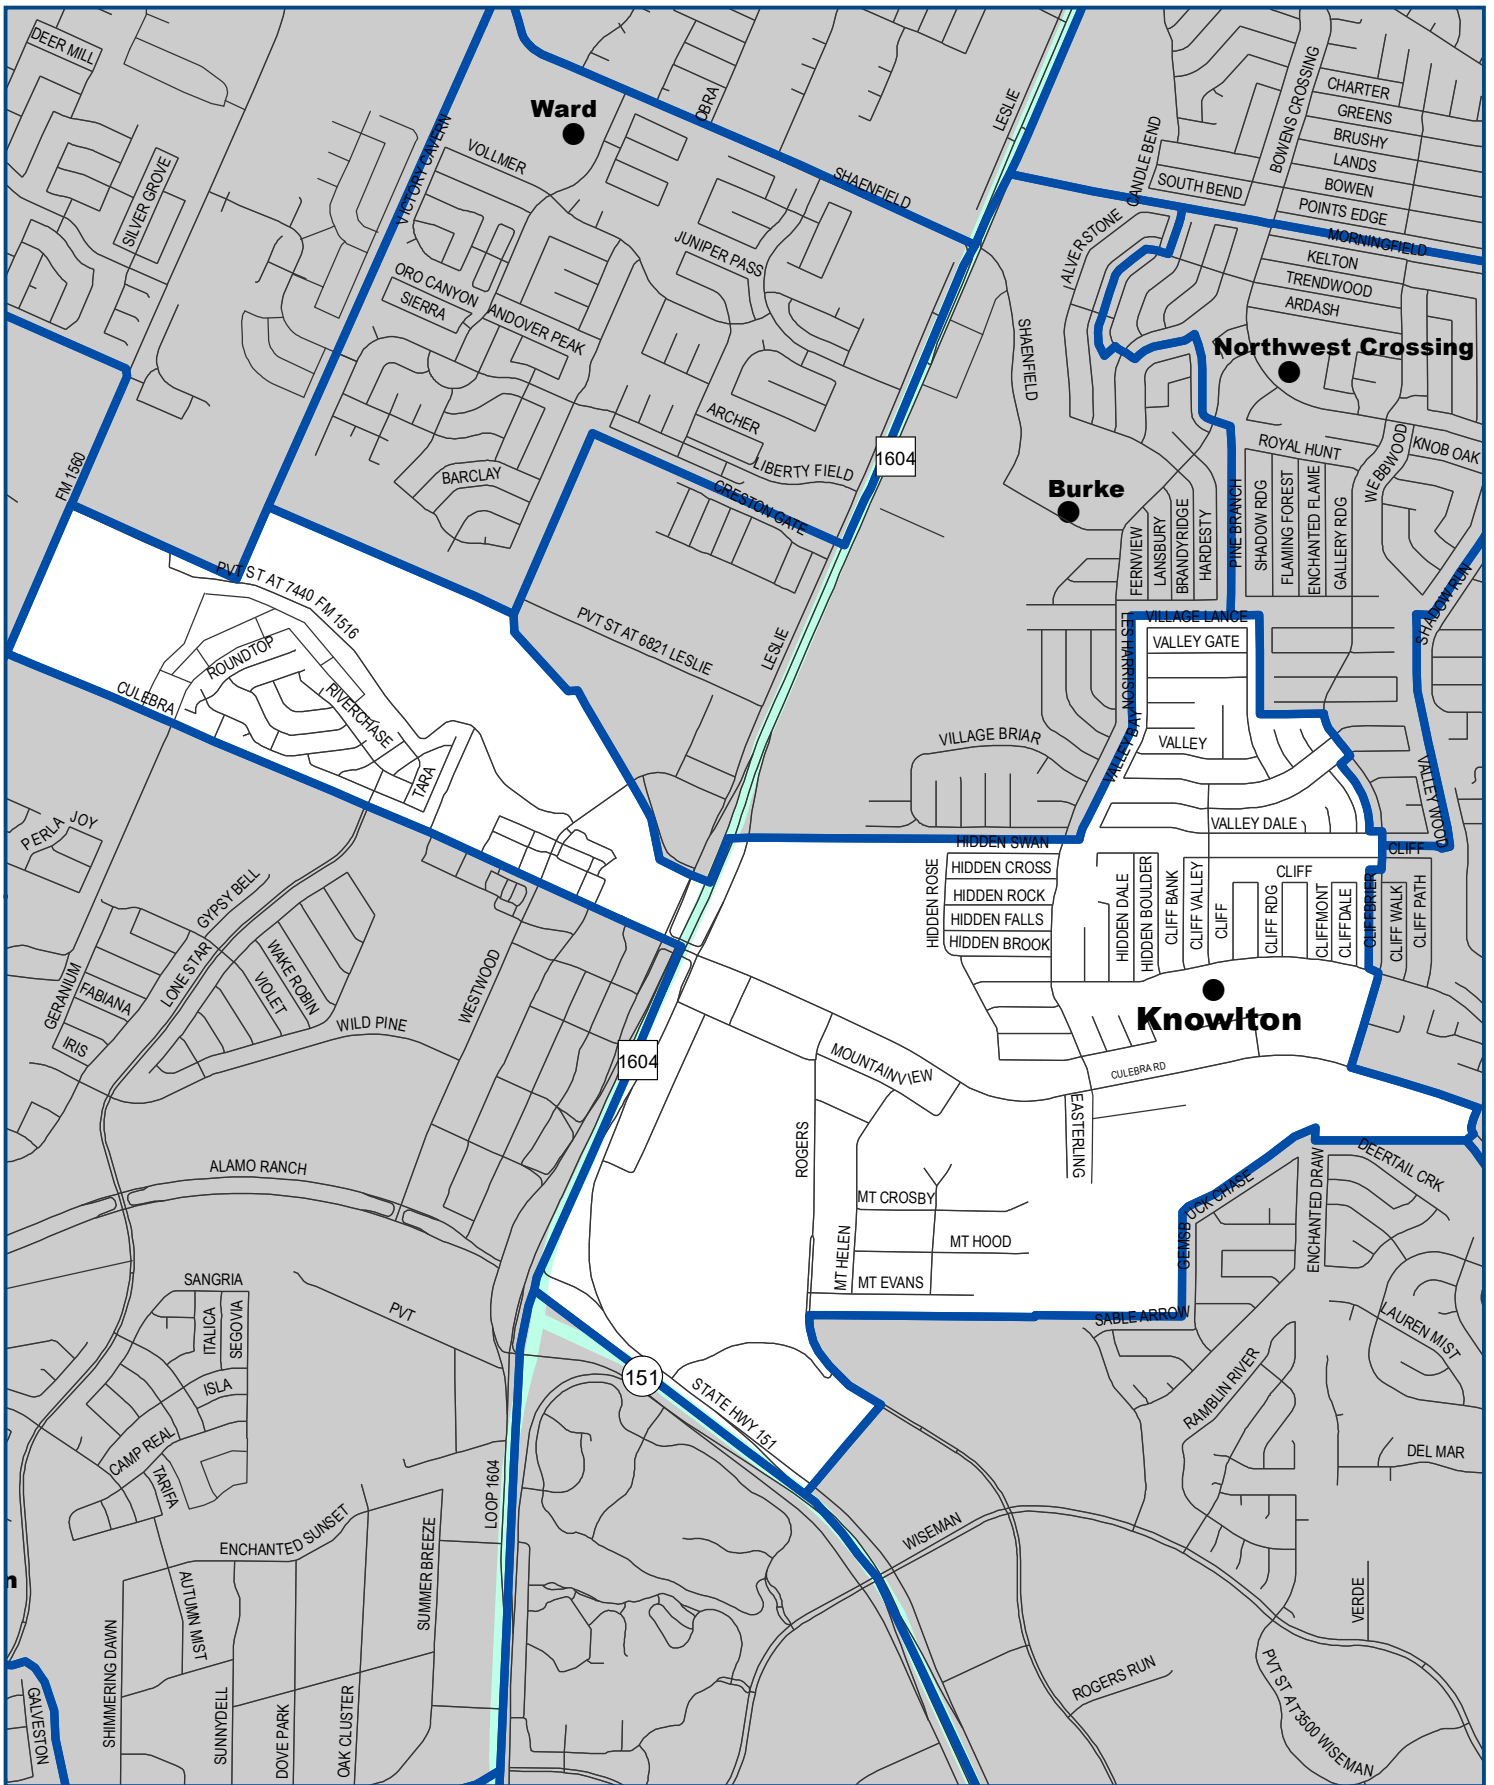 DEER MILL
Ward
OBRA
LESLIE
CANDLE BEND
BOWENS CROSSING
CHARTER
GREENS
BRUSHY
LANDS
BOWEN
POINTS EDGE
SOUTH BEND
MORNINGFIELD
VICTORY CAVERN
VOLLMER
SHAENFIELD
SILVER GROVE
JUNIPER PASS
ALVERSTONE
KELTON
TRENDWOOD
ARDASH
ORO CANYON
SIERRA
ANDOVER PEAK
SHAENFIELD
Northwest Crossing
ARCHER
LIBERTY FIELD
CRESTON GATE
1604
BARCLAY
FM 1560
ROYAL HUNT
WEBBWOOD
KNOB OAK
Burke
FERNVIEW
LANSBURY
BRANDYRIDGE
HARDESTY
PINE BRANCH
SHADOW RDG
FLAMING FOREST
ENCHANTED FLAME
GALLERY RDG
SHADOW RUN
PVT ST AT 7440 FM 1516
PVT ST AT 6821 LESLIE
LESLIE
LES HARRISON
VILLAGE LANCE
VALLEY GATE
ROUNDTOP
CULEBRA
RIVERCHASE
TARA
VILLAGE BRIAR
VALLEY BAY
VALLEY
VALLEY WOOD
VALLEY DALE
PERLA JOY
HIDDEN SWAN
CLIFF
HIDDEN ROSE
HIDDEN CROSS
HIDDEN ROCK
HIDDEN FALLS
HIDDEN BROOK
HIDDEN DALE
HIDDEN BOULDER
CLIFF BANK
CLIFF VALLEY
CLIFF
CLIFF
CLIFF RDG
CLIFFMONT
CLIFFDALE
CLIFFBRIER
CLIFF WALK
CLIFF PATH
GYPSY BELL
LONE STAR
GERANIUM
FABIANA
IRIS
WAKE ROBIN
VIOLET
WILD PINE
WESTWOOD
Knowlton
1604
MOUNTAINVIEW
CULEBRA RD
EASTERLING
ROGERS
ALAMO RANCH
MT CROSBY
MT HELEN
MT HOOD
MT EVANS
GEMSBUCK CHASE
ENCHANTED DRAW
DEERTAIL CRK
SABLE ARROW
SANGRIA
ITALICA
SEGOVIA
PVT
ISLA
CAMP REAL
TARIFA
151
STATE HWY 151
LAUREN MIST
RAMBLIN RIVER
DEL MAR
LOOP 1604
ENCHANTED SUNSET
SUMMER BREEZE
AUTUMN MIST
WISEMAN
VERDE
n
SHIMMERING DAWN
SUNNYDELL
DOVE PARK
OAK CLUSTER
GALVESTON
ROGERS RUN
PVT ST AT 3500 WISEMAN